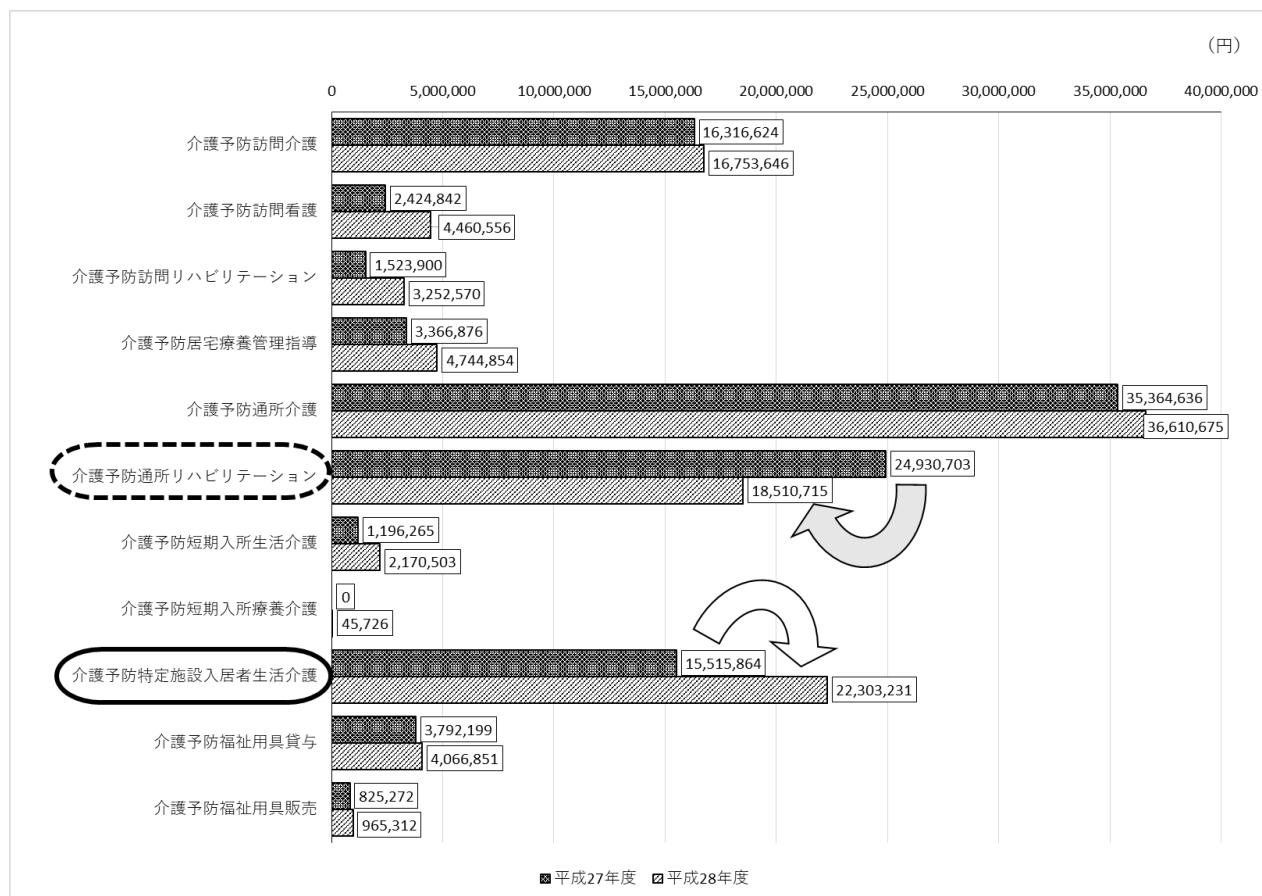 （円）
0 5,000,000 10,000,000 15,000,000 20,000,000 25,000,000 30,000,000 35,000,000 40,000,000
介護予防訪問介護
16,316,624
16,753,646
介護予防訪問看護
2,424,842
4,460,556
介護予防訪問リハビリテーション
1,523,900
3,252,570
介護予防居宅療養管理指導
3,366,876
4,744,854
介護予防通所介護
35,364,636
36,610,675
介護予防通所リハビリテーション
24,930,703
18,510,715
介護予防短期入所生活介護
1,196,265
2,170,503
介護予防短期入所療養介護
0
45,726
介護予防特定施設入居者生活介護
15,515,864
22,303,231
介護予防福祉用具貸与
3,792,199
4,066,851
介護予防福祉用具販売
825,272
965,312
平成27年度 平成28年度